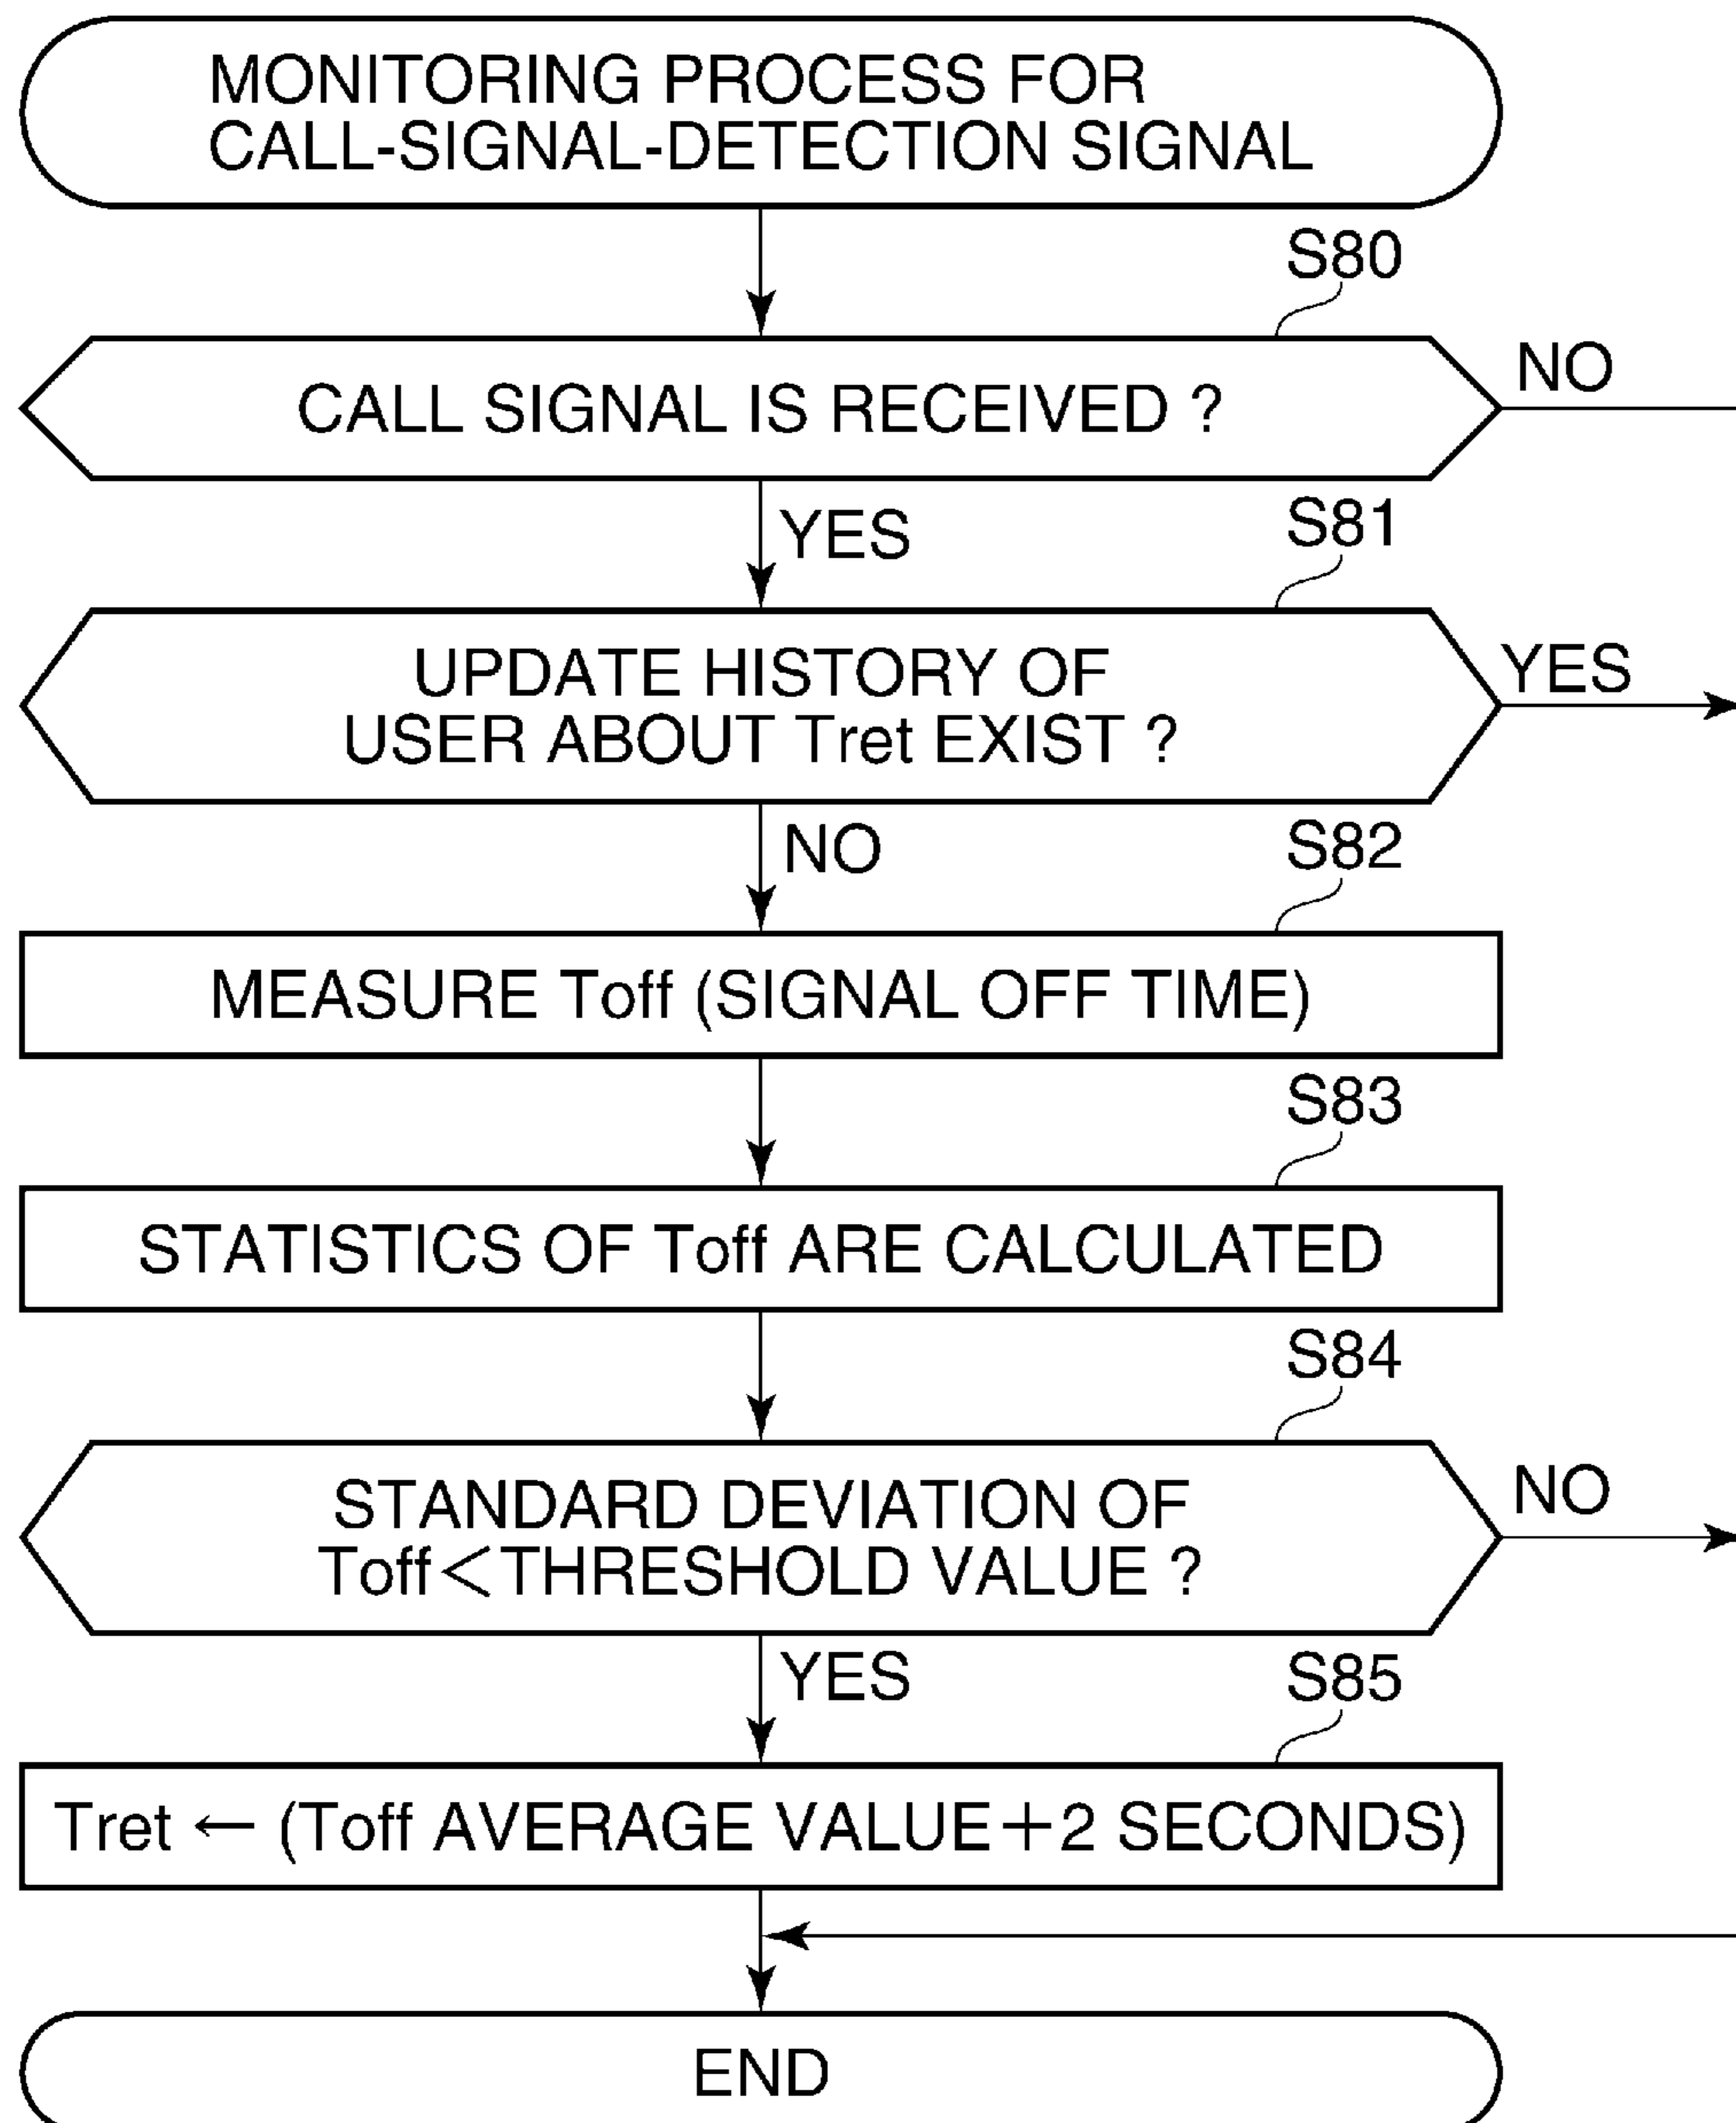 MONITORING PROCESS FOR
CALL-SIGNAL-DETECTION SIGNAL
S80
CALL SIGNAL IS RECEIVED ?
NO
YES
S81
UPDATE HISTORY OF
USER ABOUT Tret EXIST ?
YES
NO
S82
MEASURE Toff (SIGNAL OFF TIME)
S83
STATISTICS OF Toff ARE CALCULATED
S84
STANDARD DEVIATION OF
Toff<THRESHOLD VALUE ?
NO
YES
S85
Tret ← (Toff AVERAGE VALUE+2 SECONDS)
END